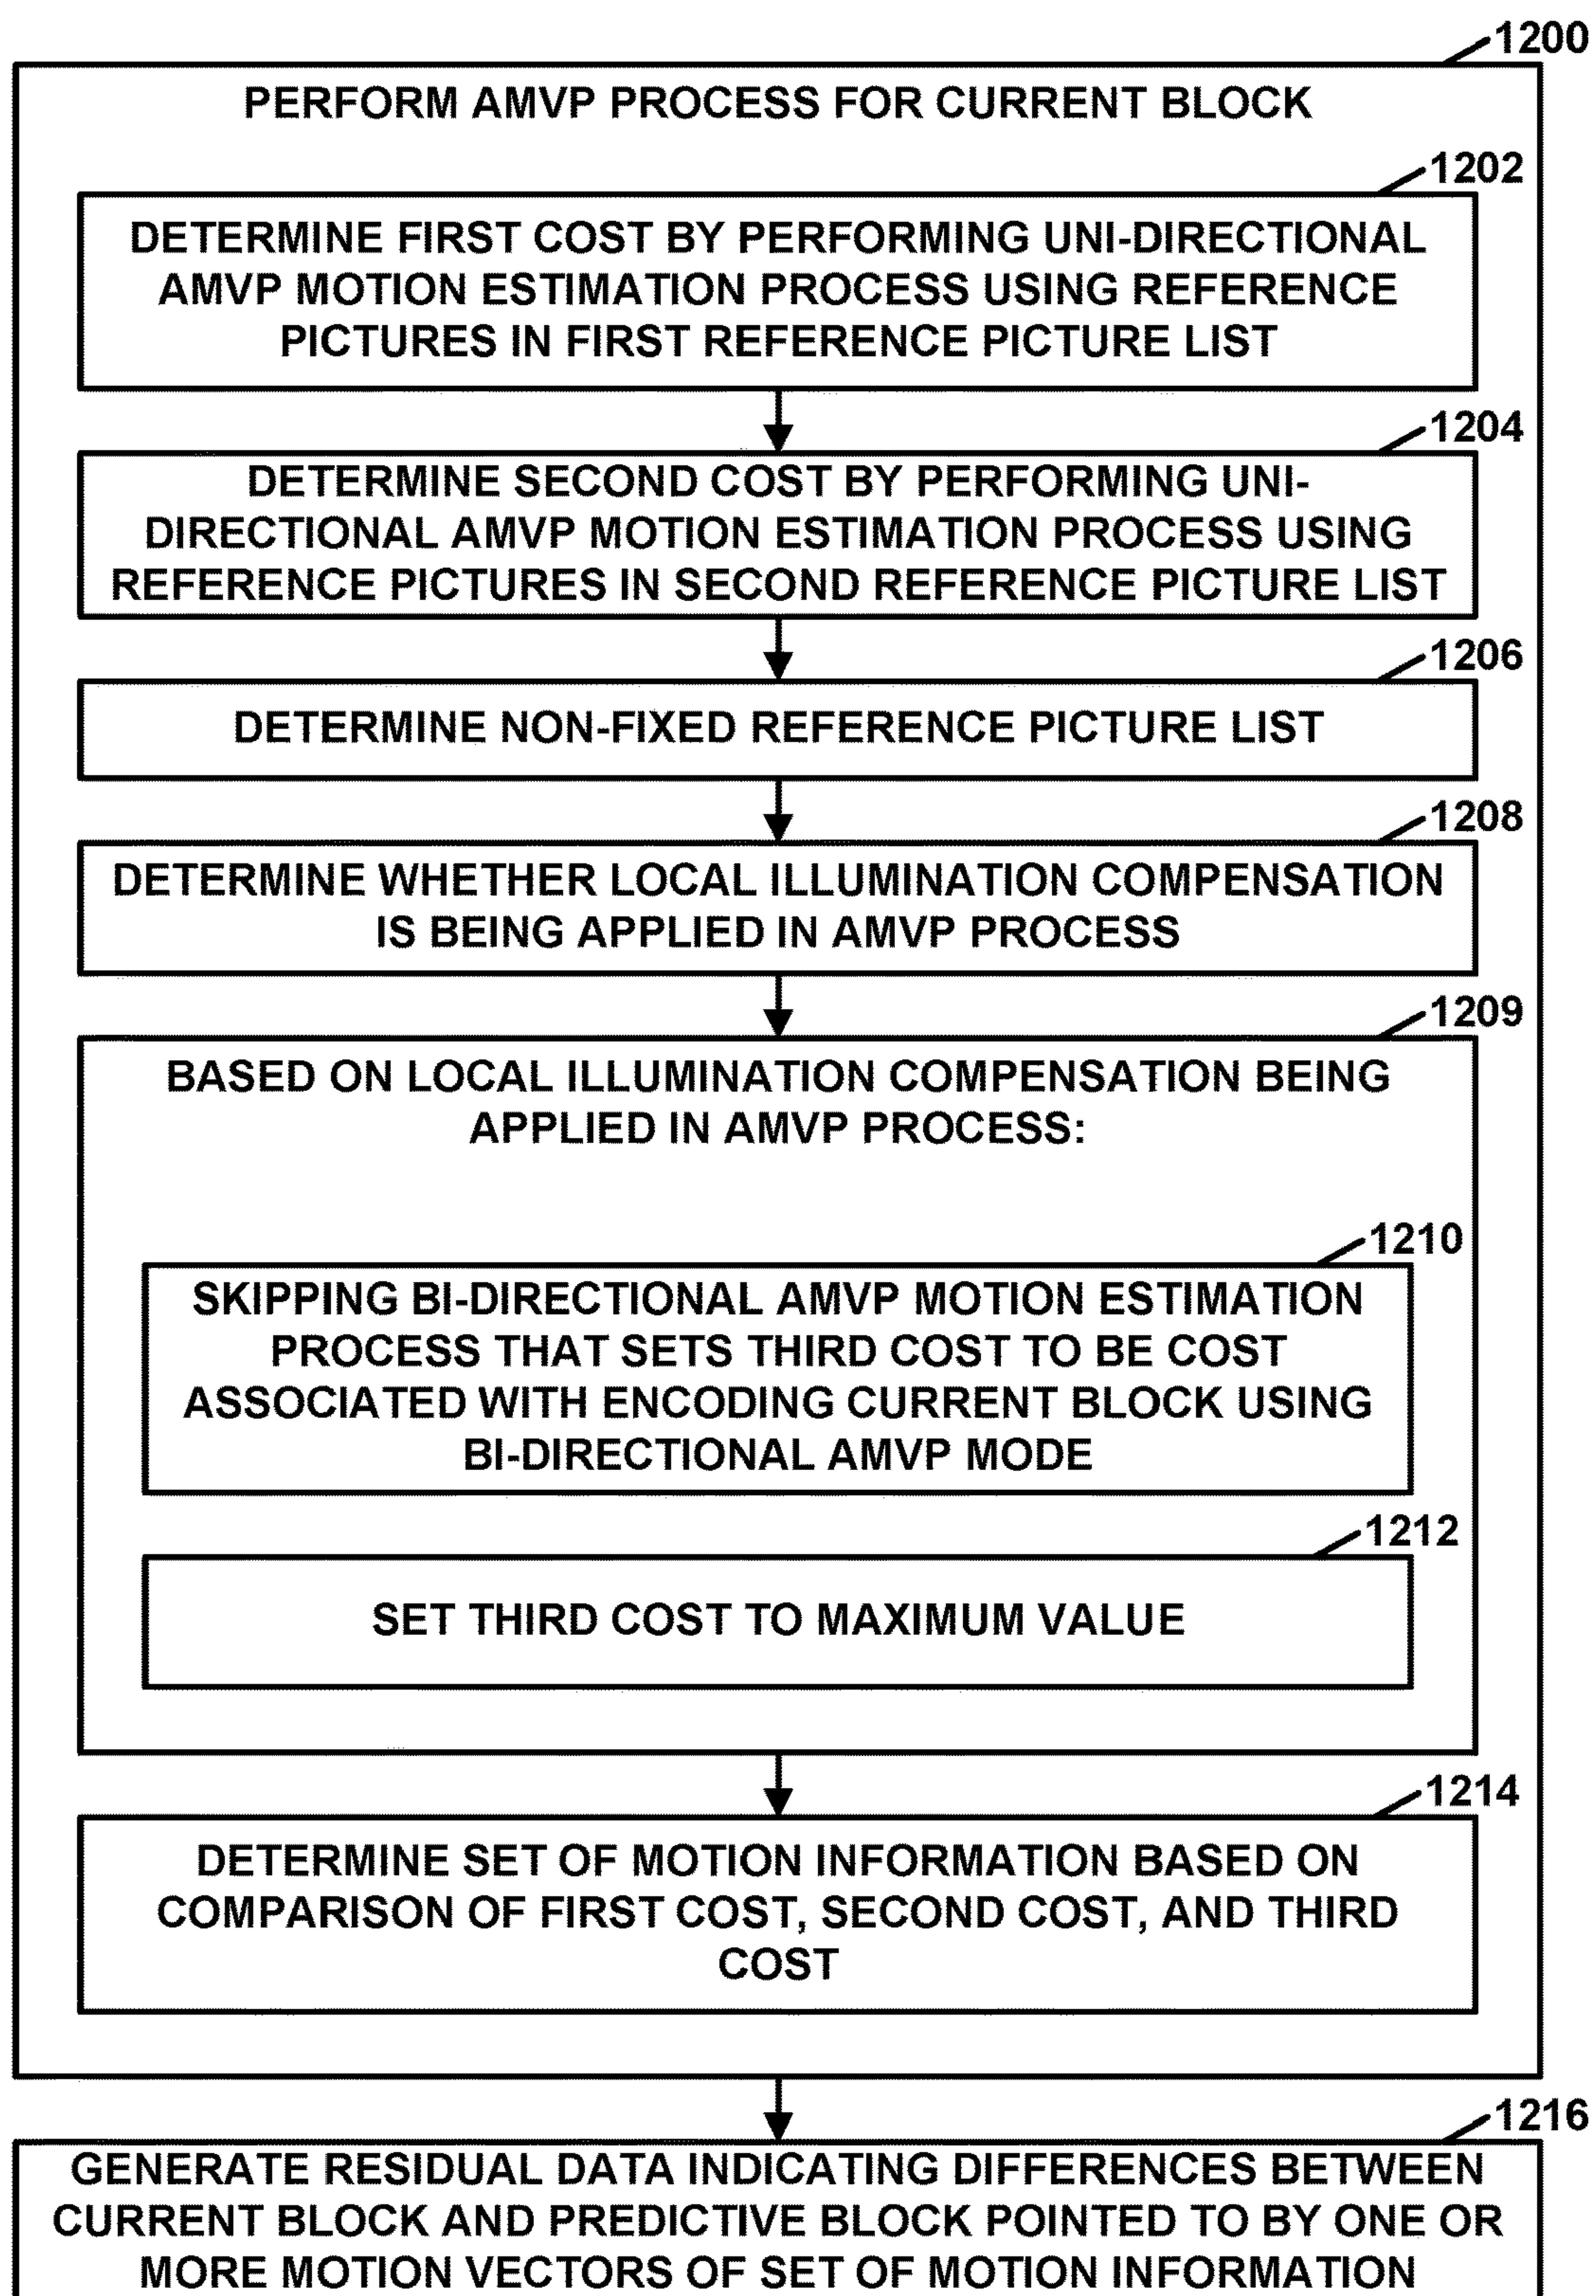 1200
PERFORM AMVP PROCESS FOR CURRENT BLOCK
1202
DETERMINE FIRST COST BY PERFORMING UNI-DIRECTIONAL
AMVP MOTION ESTIMATION PROCESS USING REFERENCE
PICTURES IN FIRST REFERENCE PICTURE LIST
1204
DETERMINE SECOND COST BY PERFORMING UNI-
DIRECTIONAL AMVP MOTION ESTIMATION PROCESS USING
REFERENCE PICTURES IN SECOND REFERENCE PICTURE LIST
1206
DETERMINE NON-FIXED REFERENCE PICTURE LIST
1208
DETERMINE WHETHER LOCAL ILLUMINATION COMPENSATION
IS BEING APPLIED IN AMVP PROCESS
1209
BASED ON LOCAL ILLUMINATION COMPENSATION BEING
APPLIED IN AMVP PROCESS:
1210
SKIPPING BI-DIRECTIONAL AMVP MOTION ESTIMATION
PROCESS THAT SETS THIRD COST TO BE COST
ASSOCIATED WITH ENCODING CURRENT BLOCK USING
BI-DIRECTIONAL AMVP MODE
1212
SET THIRD COST TO MAXIMUM VALUE
1214
DETERMINE SET OF MOTION INFORMATION BASED ON
COMPARISON OF FIRST COST, SECOND COST, AND THIRD
COST
1216
GENERATE RESIDUAL DATA INDICATING DIFFERENCES BETWEEN
CURRENT BLOCK AND PREDICTIVE BLOCK POINTED TO BY ONE OR
MORE MOTION VECTORS OF SET OF MOTION INFORMATION